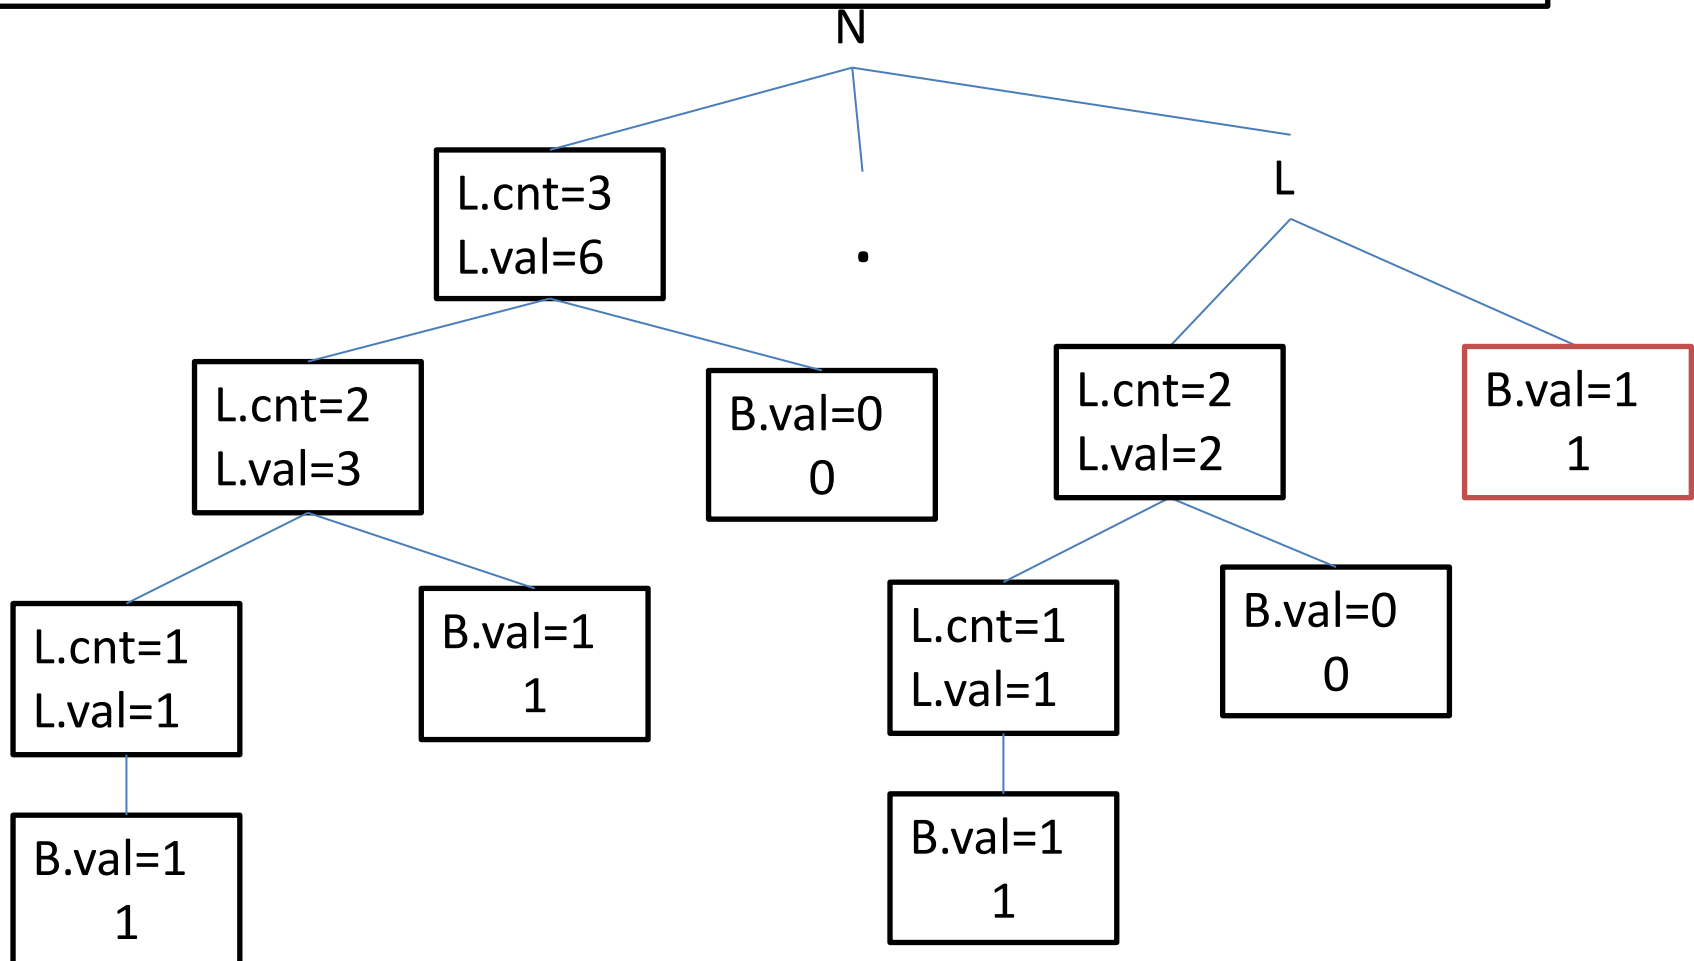 N
L.cnt=3
L.val=6
.
L
L.cnt=2
L.val=3
B.val=0
0
L.cnt=2
L.val=2
B.val=1
1
L.cnt=1
L.val=1
B.val=1
1
L.cnt=1
L.val=1
B.val=0
0
B.val=1
1
B.val=1
1